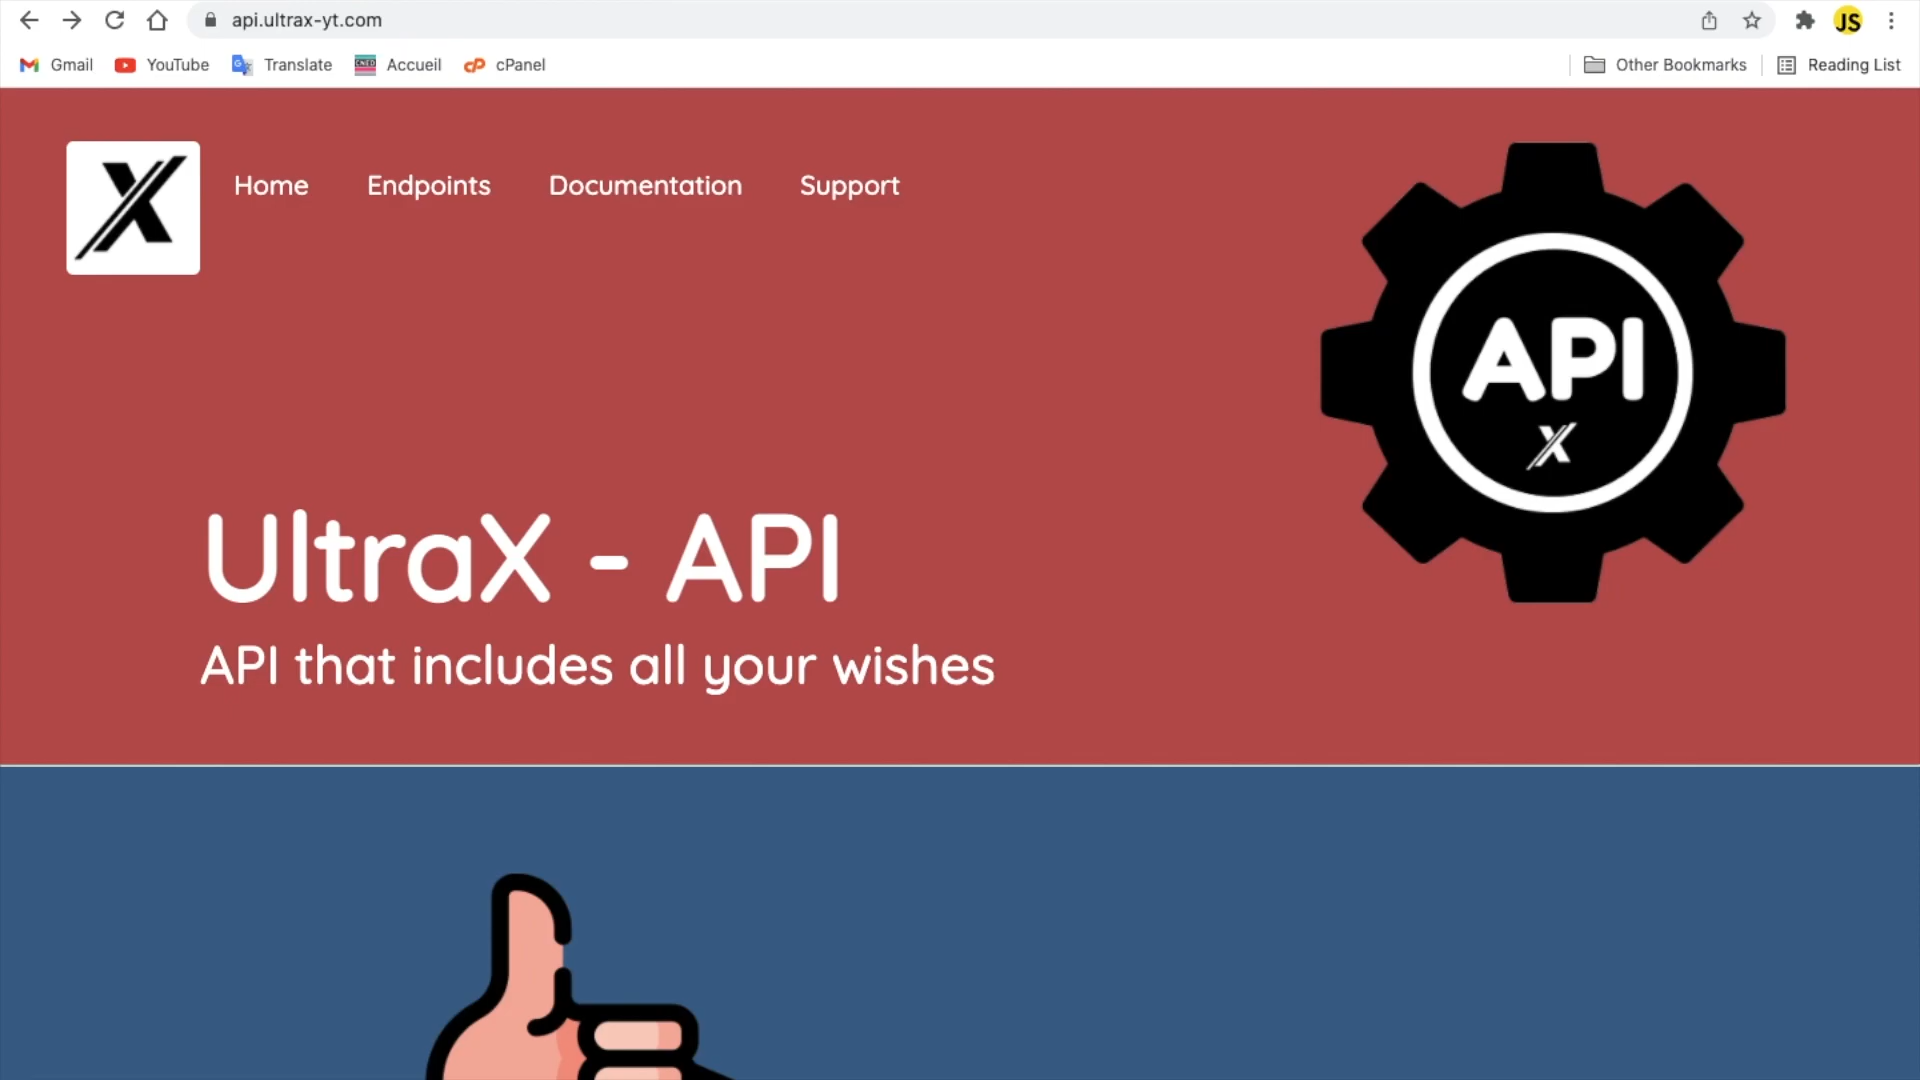 api.ultrax-yt.com
JS
Gmail YouTube Translate CNED Accueil cPanel Other Bookmarks Reading List
X Home Endpoints Documentation Support
API
X
UltraX - API
API that includes all your wishes